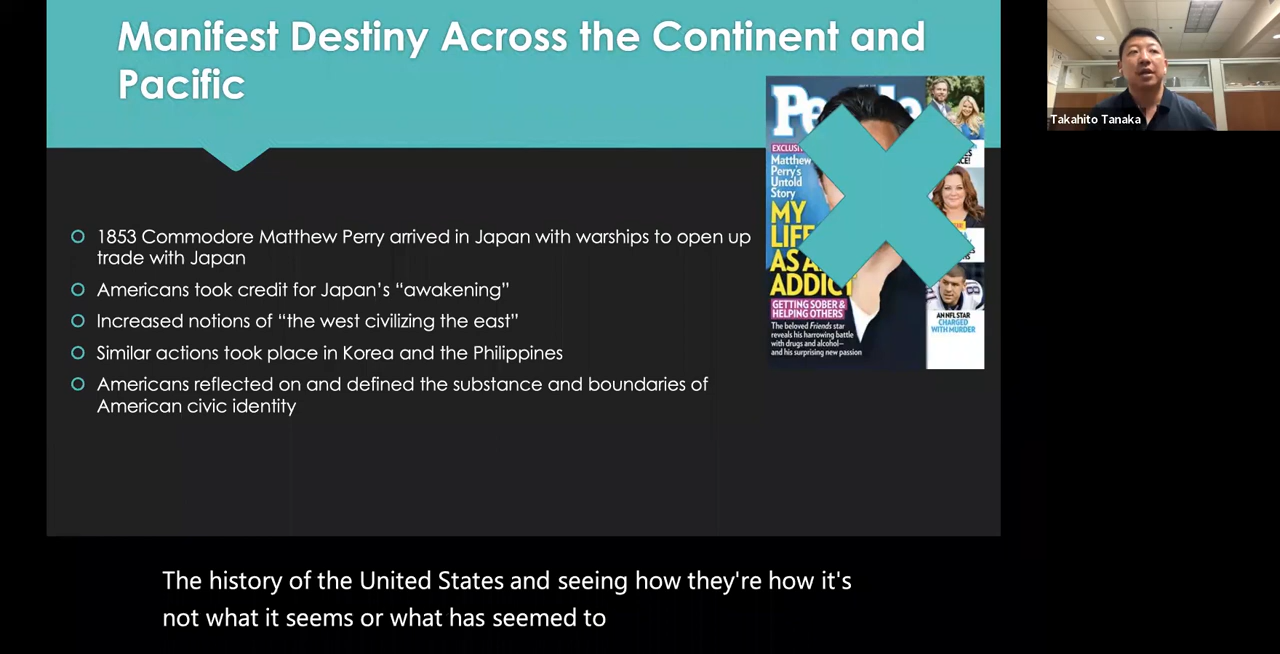 Manifest Destiny Across the Continent and
Pacific
1853 Commodore Matthew Perry arrived in Japan with warships to open up
trade with Japan
Americans took credit for Japan's "awakening"
Increased notions of "the west civilizing the east"
Similar actions took place in Korea and the Philippines
Americans reflected on and defined the substance and boundaries of
American civic identity
Matthew
Perry's
Untold
Story
MY
GETTING SOBER &
HELPING OTHERS
The beloved Friends star
reveals his harrowing battle
with drugs and alcohol—
and his surprising new passion
AN NFL STAR
CHARGED
WITH MURDER
Takahito Tanaka
The history of the United States and seeing how they're how it's
not what it seems or what has seemed to